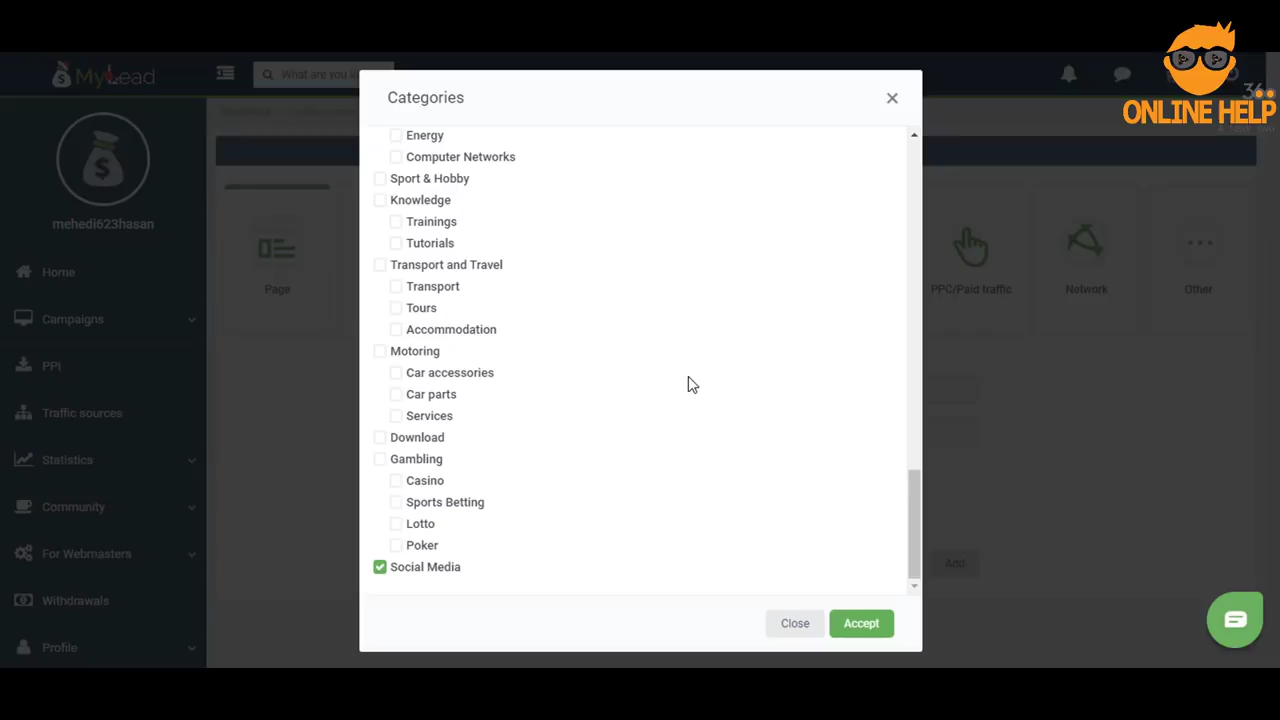 MyLead
What are you l
Categories
ONLINE HELP
mehedi623hasan
Home
Campaigns
PPI
Traffic sources
Statistics
Community
For Webmasters
Withdrawals
Profile
Page
Energy
Computer Networks
Sport & Hobby
Knowledge
Trainings
Tutorials
Transport and Travel
Transport
Tours
Accommodation
Motoring
Car accessories
Car parts
Services
Download
Gambling
Casino
Sports Betting
Lotto
Poker
Social Media
Close
Accept
PPC/Paid traffic
Network
Other
Add